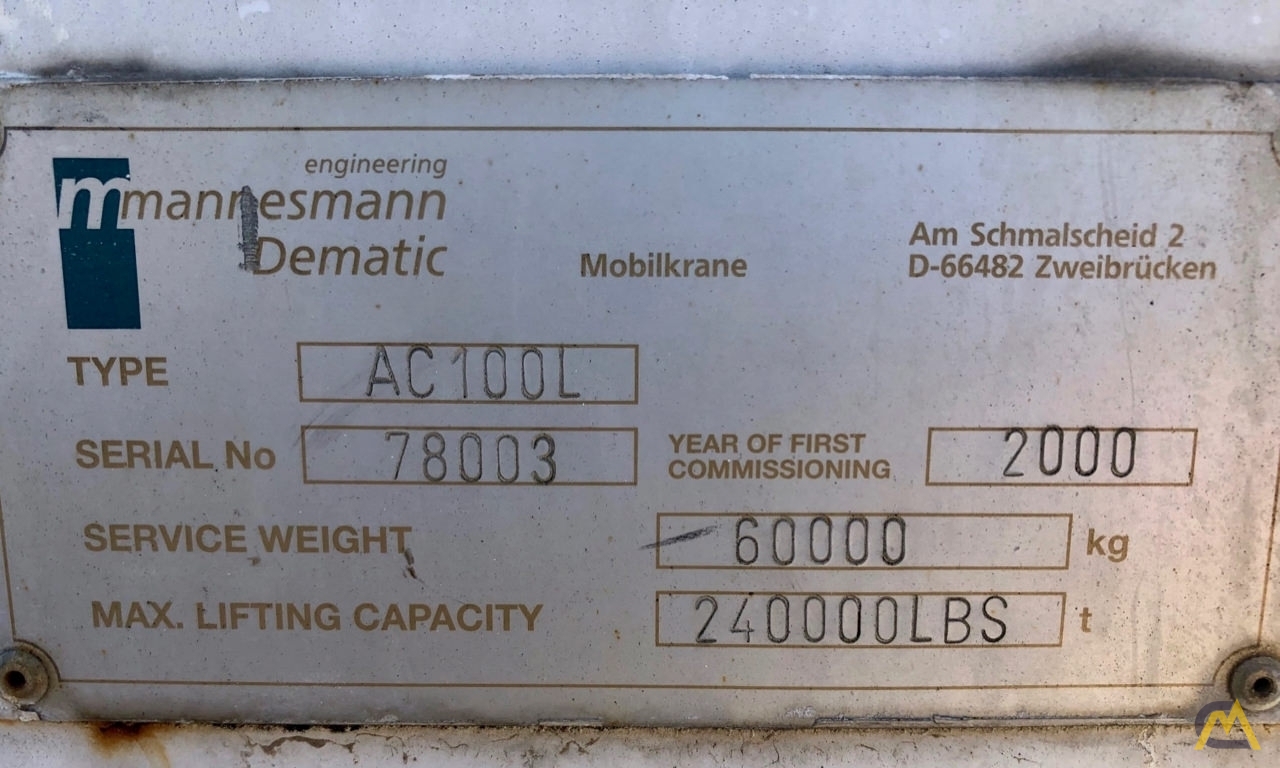 engineering
mannesmann
Dematic
Mobilkrane
Am Schmalscheid 2
D-66482 Zweibrücken
TYPE AC100L
SERIAL No 78003
YEAR OF FIRST
COMMISSIONING 2000
SERVICE WEIGHT 60000 kg
MAX. LIFTING CAPACITY 240000LBS t